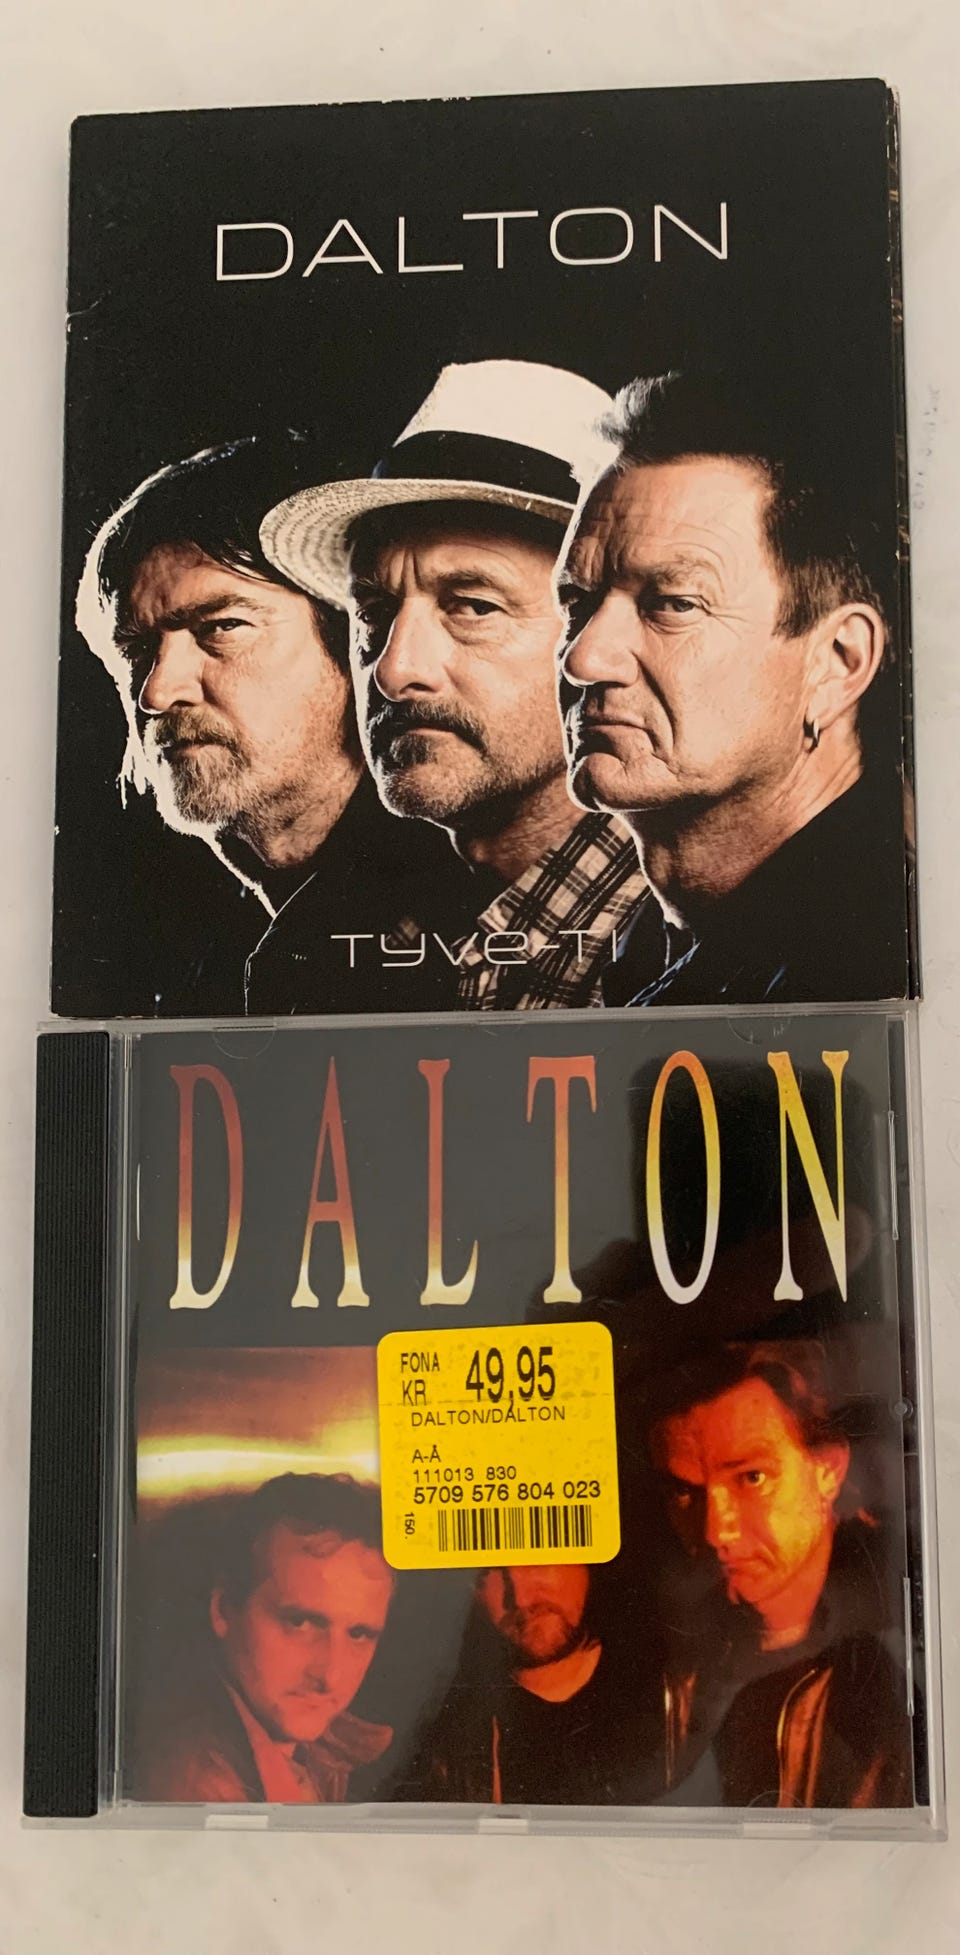 DALTON
TYVE-TI
DALTON
FONA
KR 49,95
DALTON/DALTON
A-Å
111013 830
5709 576 804 023
150.